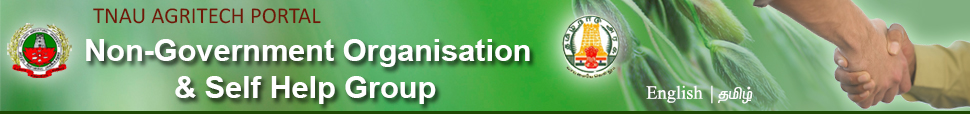 TNAU AGRITECH PORTAL
Non-Government Organisation
& Self Help Group
English | தமிழ்